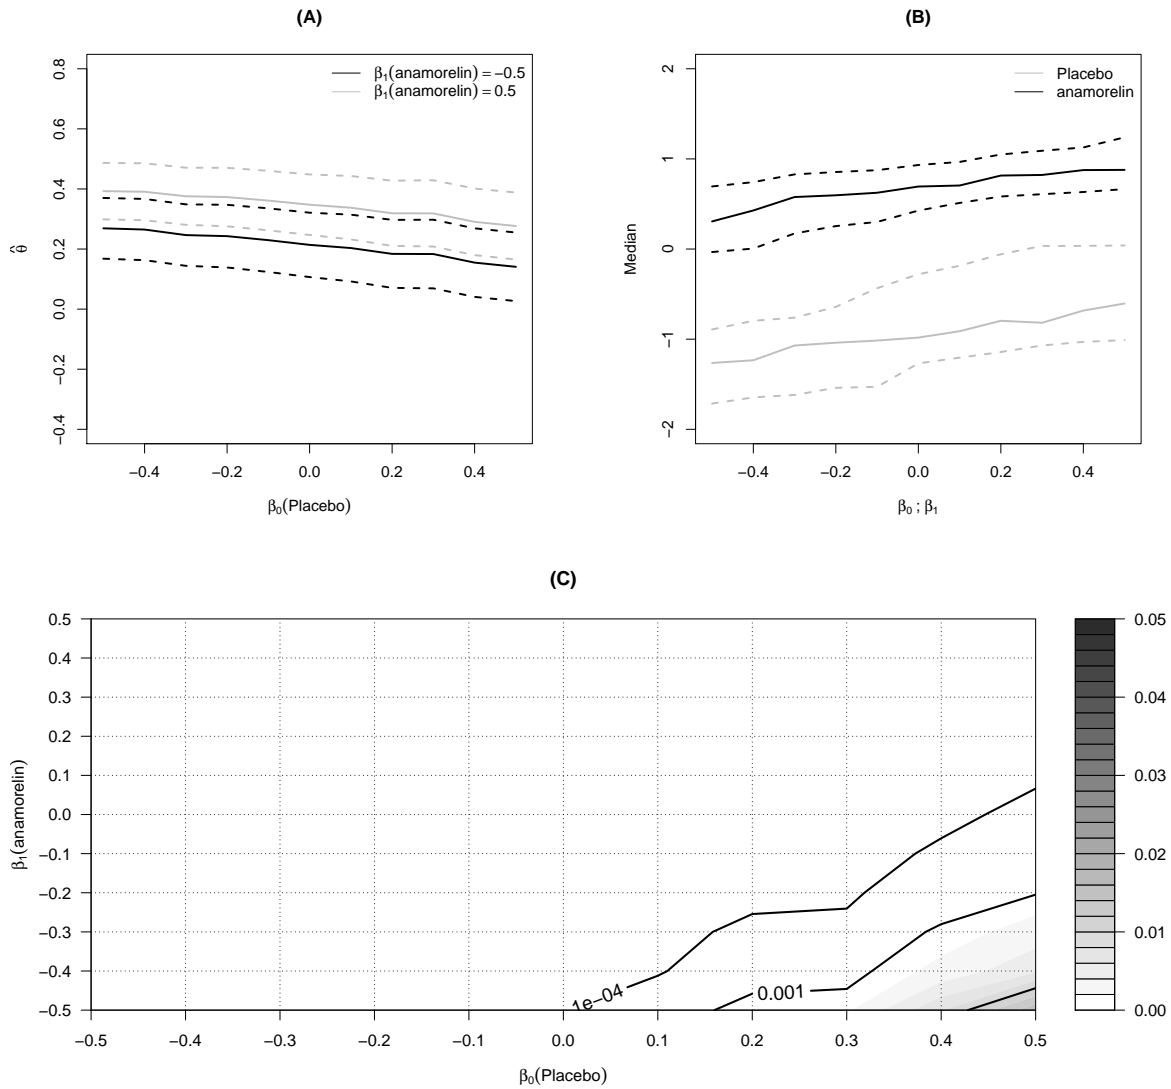 (A)
β₁(anamorelin) = −0.5
β₁(anamorelin) = 0.5
0.8
0.6
0.4
0.2
0.0
−0.2
−0.4
θ̂
−0.4 −0.2 0.0 0.2 0.4
β₀(Placebo)
(B)
Placebo
anamorelin
2
1
0
−1
−2
Median
−0.4 −0.2 0.0 0.2 0.4
β₀ ; β₁
(C)
0.5
0.4
0.3
0.2
0.1
0.0
−0.1
−0.2
−0.3
−0.4
−0.5
β₁(anamorelin)
1e−04
0.001
−0.5 −0.4 −0.3 −0.2 −0.1 0.0 0.1 0.2 0.3 0.4 0.5
β₀(Placebo)
0.05
0.04
0.03
0.02
0.01
0.00